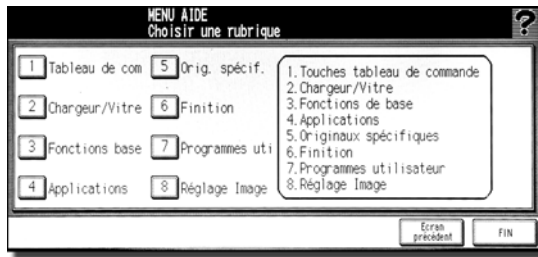 MENU AIDE
Choisir une rubrique
?
1 Tableau de com
5 Orig. spécif.
2 Chargeur/Vitre
6 Finition
3 Fonctions base
7 Programmes uti
4 Applications
8 Réglage Image
1. Touches tableau de commande
2. Chargeur/Vitre
3. Fonctions de base
4. Applications
5. Originaux spécifiques
6. Finition
7. Programmes utilisateur
8. Réglage Image
Ecran
précédent
FIN